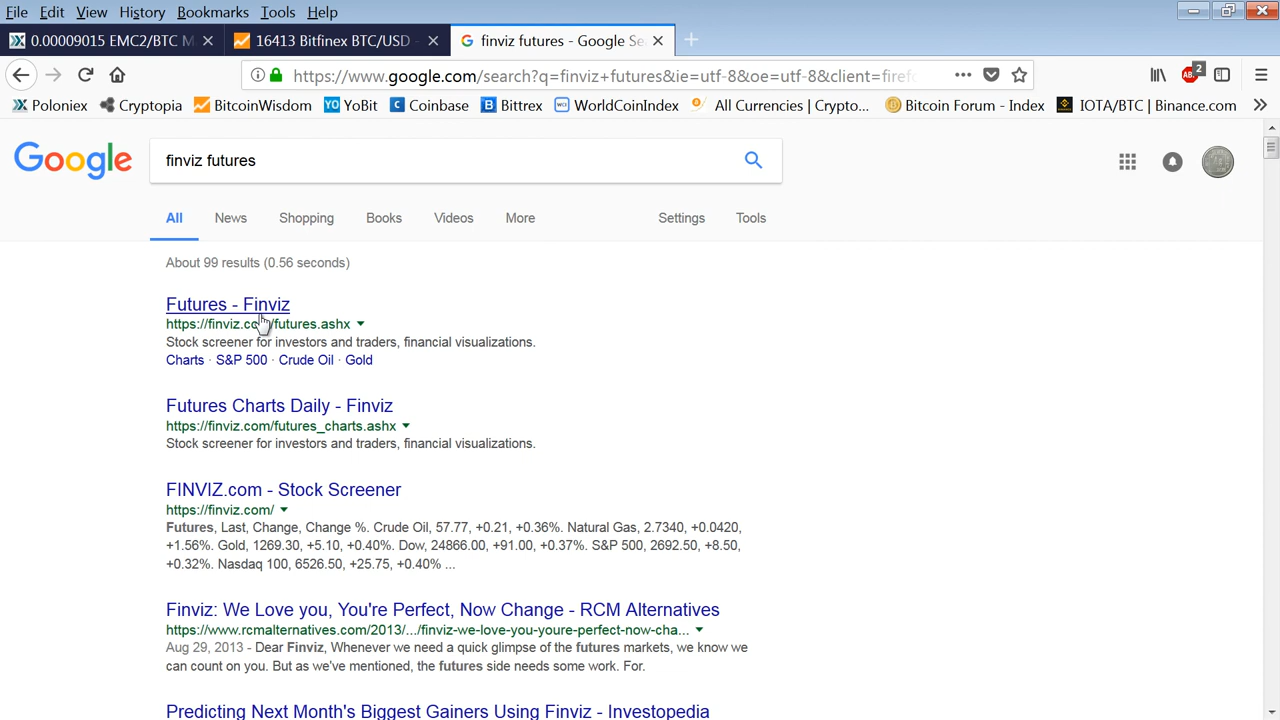 File Edit View History Bookmarks Tools Help
0.00009015 EMC2/BTC M
16413 Bitfinex BTC/USD -
finviz futures - Google Se
https://www.google.com/search?q=finviz+futures&ie=utf-8&oe=utf-8&client=firef
ABP 2
Poloniex Cryptopia BitcoinWisdom YO YoBit C Coinbase B Bittrex WCI WorldCoinIndex All Currencies | Crypto... Bitcoin Forum - Index IOTA/BTC | Binance.com
Google
finviz futures
All News Shopping Books Videos More Settings Tools
About 99 results (0.56 seconds)
Futures - Finviz
https://finviz.com/futures.ashx
Stock screener for investors and traders, financial visualizations.
Charts · S&P 500 · Crude Oil · Gold
Futures Charts Daily - Finviz
https://finviz.com/futures_charts.ashx
Stock screener for investors and traders, financial visualizations.
FINVIZ.com - Stock Screener
https://finviz.com/
Futures, Last, Change, Change %. Crude Oil, 57.77, +0.21, +0.36%. Natural Gas, 2.7340, +0.0420,
+1.56%. Gold, 1269.30, +5.10, +0.40%. Dow, 24866.00, +91.00, +0.37%. S&P 500, 2692.50, +8.50,
+0.32%. Nasdaq 100, 6526.50, +25.75, +0.40% ...
Finviz: We Love you, You're Perfect, Now Change - RCM Alternatives
https://www.rcmalternatives.com/2013/.../finviz-we-love-you-youre-perfect-now-cha...
Aug 29, 2013 - Dear Finviz, Whenever we need a quick glimpse of the futures markets, we know we
can count on you. But as we've mentioned, the futures side needs some work. For.
Predicting Next Month's Biggest Gainers Using Finviz - Investopedia